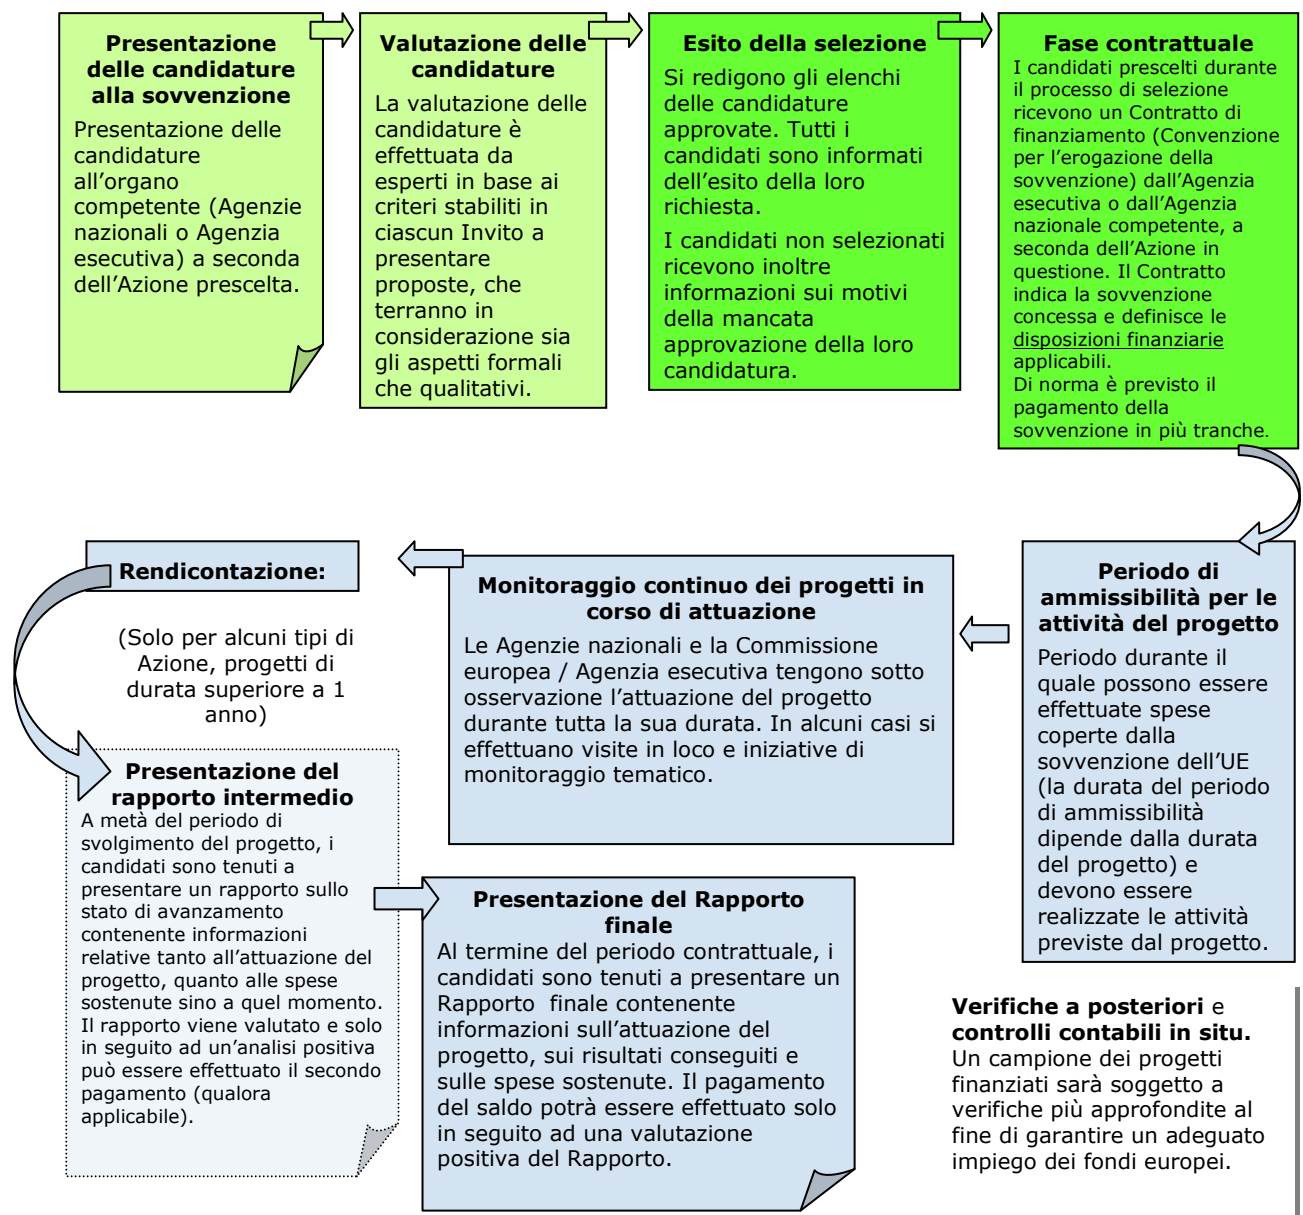 Presentazione
delle candidature
alla sovvenzione
Presentazione delle
candidature
all’organo
competente (Agenzie
nazionali o Agenzia
esecutiva) a seconda
dell’Azione prescelta.
Valutazione delle
candidature
La valutazione delle
candidature è
effettuata da
esperti in base ai
criteri stabiliti in
ciascun Invito a
presentare
proposte, che
terranno in
considerazione sia
gli aspetti formali
che qualitativi.
Esito della selezione
Si redigono gli elenchi
delle candidature
approvate. Tutti i
candidati sono informati
dell’esito della loro
richiesta.
I candidati non selezionati
ricevono inoltre
informazioni sui motivi
della mancata
approvazione della loro
candidatura.
Fase contrattuale
I candidati prescelti durante
il processo di selezione
ricevono un Contratto di
finanziamento (Convenzione
per l’erogazione della
sovvenzione) dall’Agenzia
esecutiva o dall’Agenzia
nazionale competente, a
seconda dell’Azione in
questione. Il Contratto
indica la sovvenzione
concessa e definisce le
disposizioni finanziarie
applicabili.
Di norma è previsto il
pagamento della
sovvenzione in più tranche.
Periodo di
ammissibilità per le
attività del progetto
Periodo durante il
quale possono essere
effettuate spese
coperte dalla
sovvenzione dell’UE
(la durata del periodo
di ammissibilità
dipende dalla durata
del progetto) e
devono essere
realizzate le attività
previste dal progetto.
Monitoraggio continuo dei progetti in
corso di attuazione
Le Agenzie nazionali e la Commissione
europea / Agenzia esecutiva tengono sotto
osservazione l’attuazione del progetto
durante tutta la sua durata. In alcuni casi si
effettuano visite in loco e iniziative di
monitoraggio tematico.
Rendicontazione:
(Solo per alcuni tipi di
Azione, progetti di
durata superiore a 1
anno)
Presentazione del
rapporto intermedio
A metà del periodo di
svolgimento del progetto, i
candidati sono tenuti a
presentare un rapporto sullo
stato di avanzamento
contenente informazioni
relative tanto all’attuazione del
progetto, quanto alle spese
sostenute sino a quel momento.
Il rapporto viene valutato e solo
in seguito ad un’analisi positiva
può essere effettuato il secondo
pagamento (qualora
applicabile).
Presentazione del Rapporto
finale
Al termine del periodo contrattuale, i
candidati sono tenuti a presentare un
Rapporto  finale contenente
informazioni sull’attuazione del
progetto, sui risultati conseguiti e
sulle spese sostenute. Il pagamento
del saldo potrà essere effettuato solo
in seguito ad una valutazione
positiva del Rapporto.
Verifiche a posteriori e
controlli contabili in situ.
Un campione dei progetti
finanziati sarà soggetto a
verifiche più approfondite al
fine di garantire un adeguato
impiego dei fondi europei.